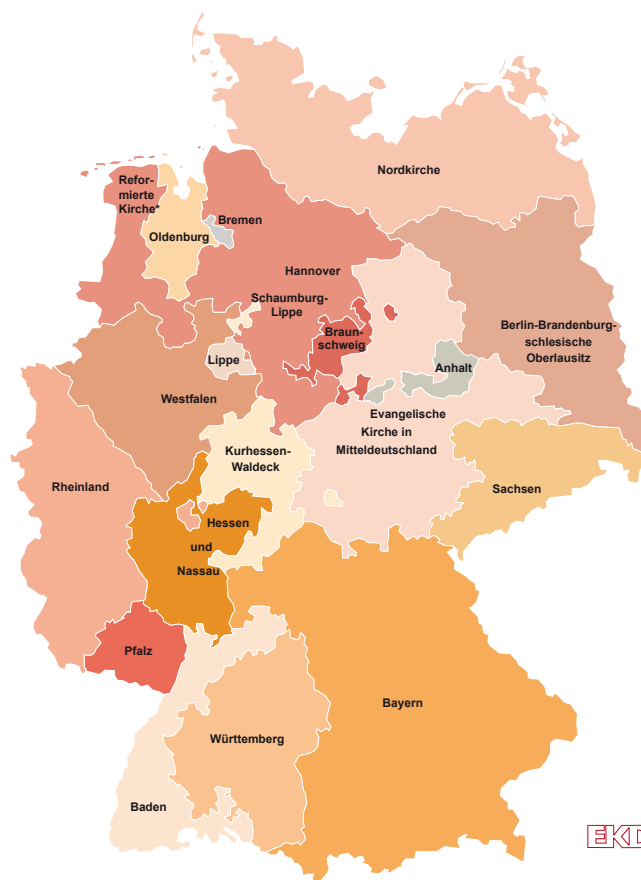 Nordkirche
Refor-
mierte
Kirche*
Bremen
Oldenburg
Hannover
Schaumburg-
Lippe
Braun-
schweig
Berlin-Brandenburg-
schlesische
Oberlausitz
Lippe
Anhalt
Westfalen
Evangelische
Kirche in
Mitteldeutschland
Kurhessen-
Waldeck
Rheinland
Sachsen
Hessen
und
Nassau
Pfalz
Bayern
Württemberg
Baden
EKD